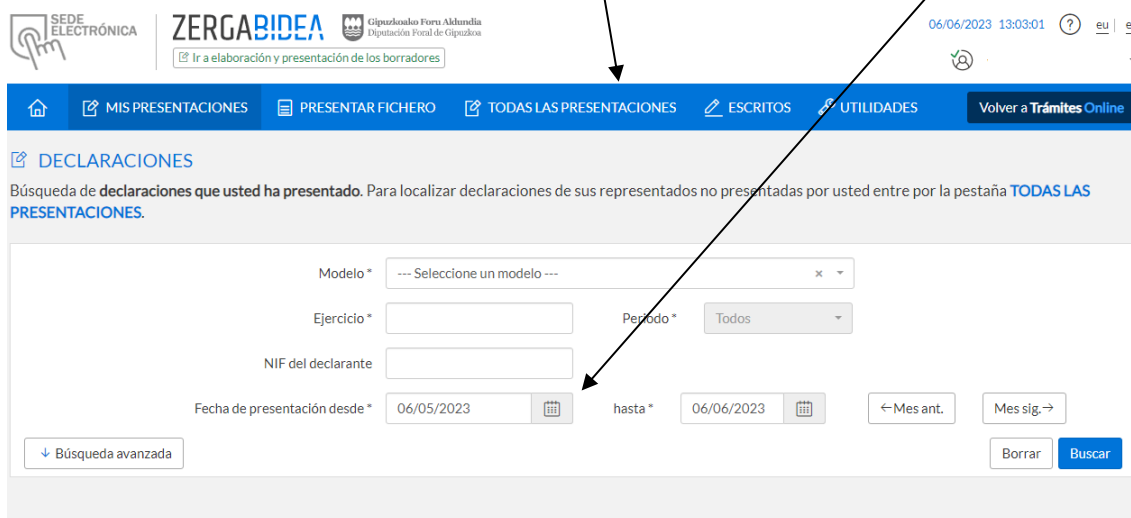 SEDE
ELECTRÓNICA
ZERGABIDEA
Gipuzkoako Foru Aldundia
Diputación Foral de Gipuzkoa
06/06/2023 13:03:01 ? eu | e
Ir a elaboración y presentación de los borradores
MIS PRESENTACIONES PRESENTAR FICHERO TODAS LAS PRESENTACIONES ESCRITOS UTILIDADES Volver a Trámites Online
DECLARACIONES
Búsqueda de declaraciones que usted ha presentado. Para localizar declaraciones de sus representados no presentadas por usted entre por la pestaña TODAS LAS
PRESENTACIONES.
Modelo * --- Seleccione un modelo --- ×
Ejercicio * Periodo * Todos
NIF del declarante
Fecha de presentación desde * 06/05/2023 hasta * 06/06/2023 ←Mes ant. Mes sig.→
↓ Búsqueda avanzada Borrar Buscar